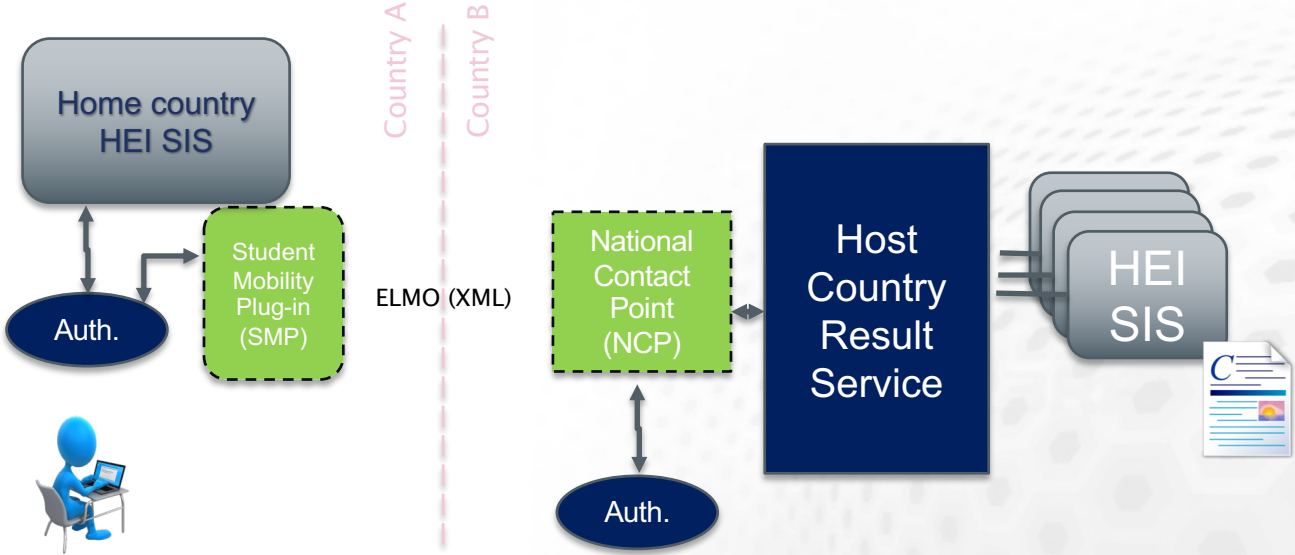 Country A
Country B
Home country
HEI SIS
Student
Mobility
Plug-in
(SMP)
Auth.
ELMO (XML)
National
Contact
Point
(NCP)
Auth.
Host
Country
Result
Service
HEI
SIS
C